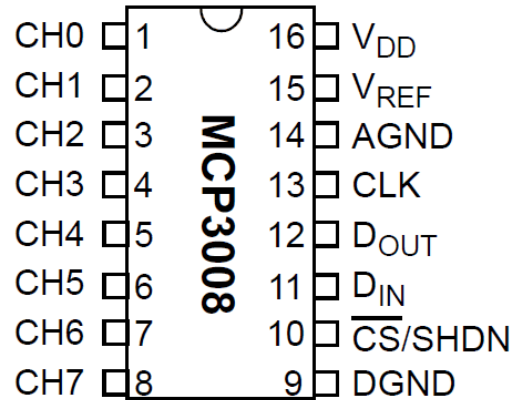 CH0 1 16 VDD
CH1 2 15 VREF
CH2 3 14 AGND
CH3 4 13 CLK
CH4 5 12 DOUT
CH5 6 11 DIN
CH6 7 10 C̅S̅/SHDN
CH7 8 9 DGND
MCP3008